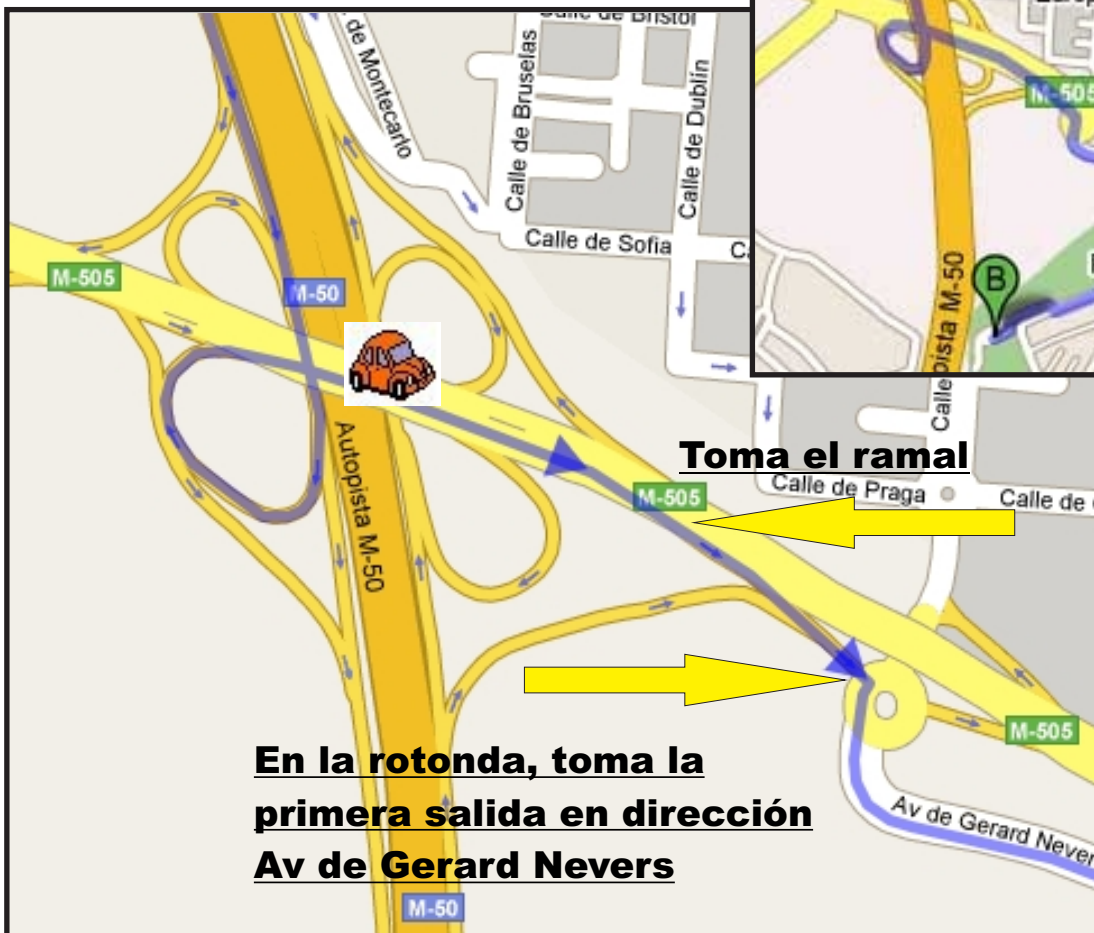 Calle de Bristol
de Montecarlo
Calle de Bruselas
Calle de Dublín
M-505
Autopista M-50
B
Calle de Sofia
M-505
M-50
Autopista M-50
Toma el ramal
M-505
Calle de Praga
Calle de
Calle
En la rotonda, toma la
primera salida en dirección
Av de Gerard Nevers
M-505
Av de Gerard Never
M-50